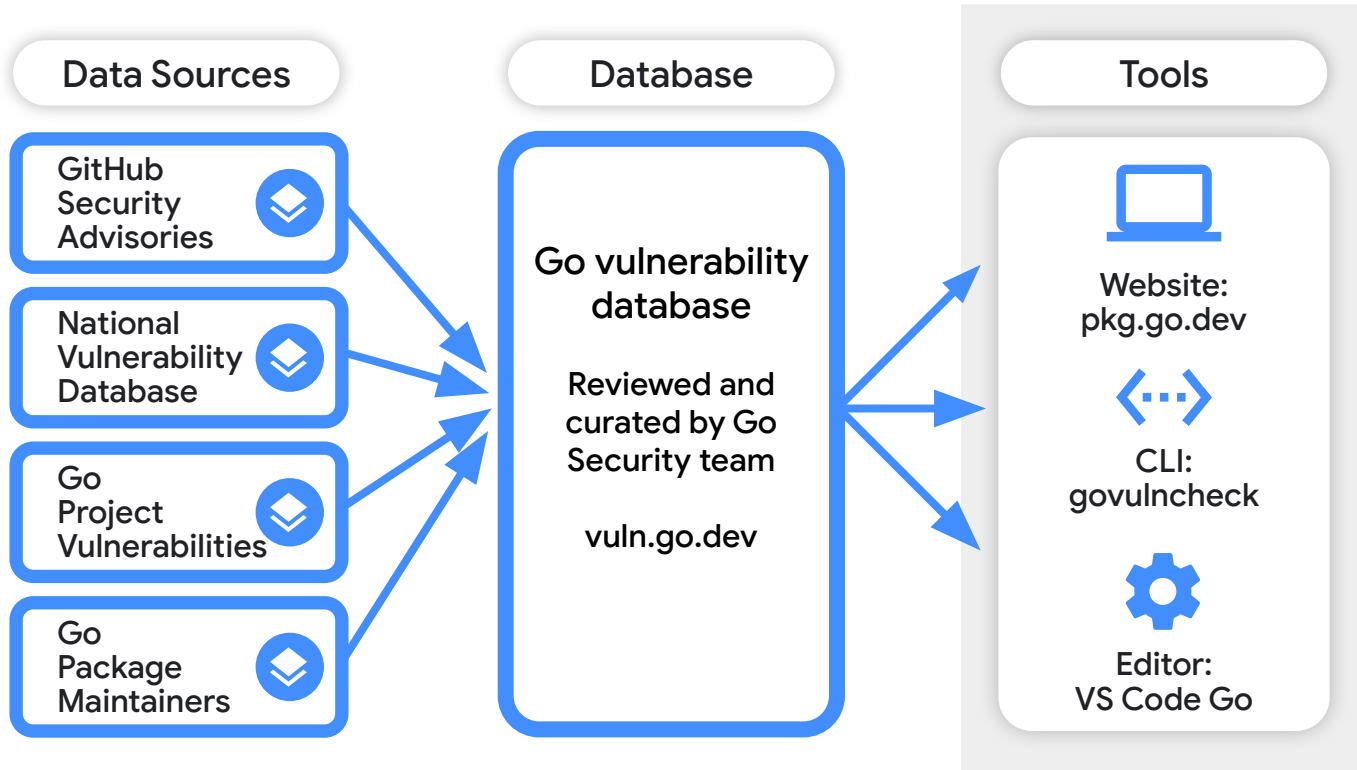 Data Sources
GitHub
Security
Advisories
National
Vulnerability
Database
Go
Project
Vulnerabilities
Go
Package
Maintainers
Database
Go vulnerability
database
Reviewed and
curated by Go
Security team
vuln.go.dev
Tools
Website:
pkg.go.dev
CLI:
govulncheck
Editor:
VS Code Go